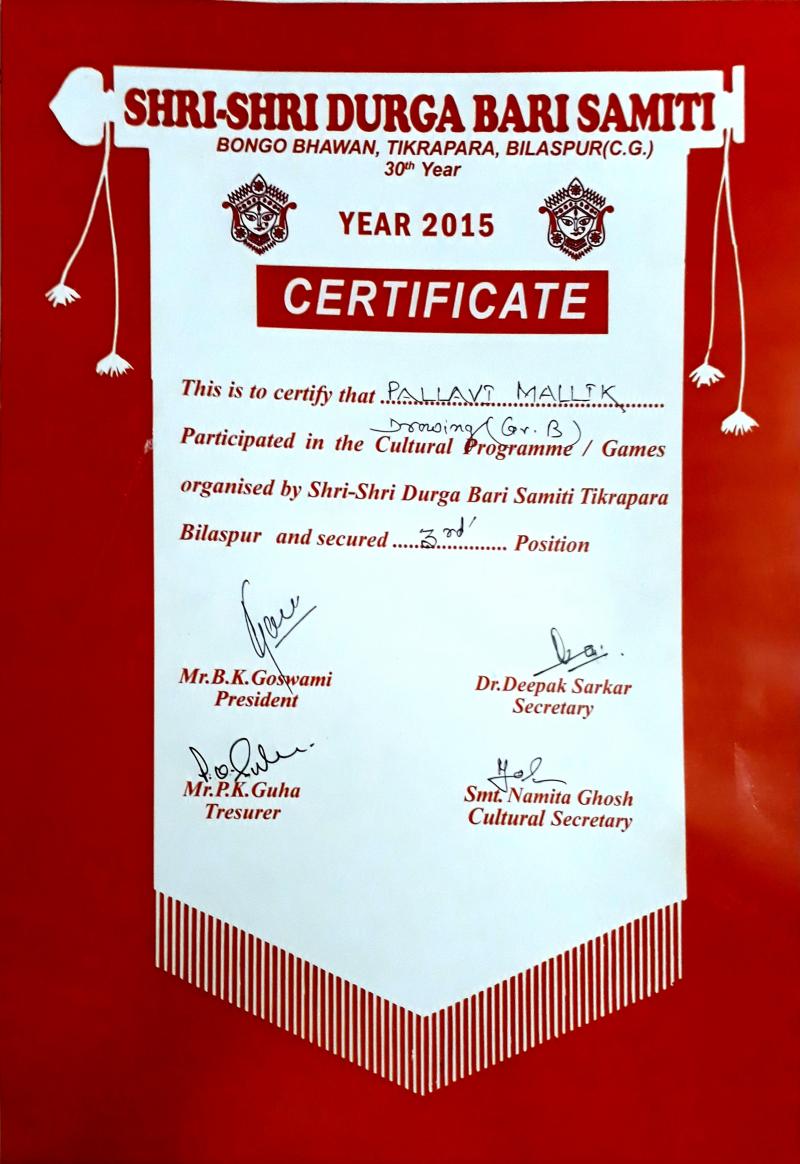 SHRI-SHRI DURGA BARI SAMITI
BONGO BHAWAN, TIKRAPARA, BILASPUR(C.G.)
30th Year
YEAR 2015
CERTIFICATE
This is to certify that PALLAVI MALLIK
Drowing (Gr. B)
Participated in the Cultural Programme / Games
organised by Shri-Shri Durga Bari Samiti Tikrapara
Bilaspur and secured ..... 3rd ............ Position
Mr.B.K.Goswami
President
Dr.Deepak Sarkar
Secretary
Mr.P.K.Guha
Tresurer
Smt. Namita Ghosh
Cultural Secretary